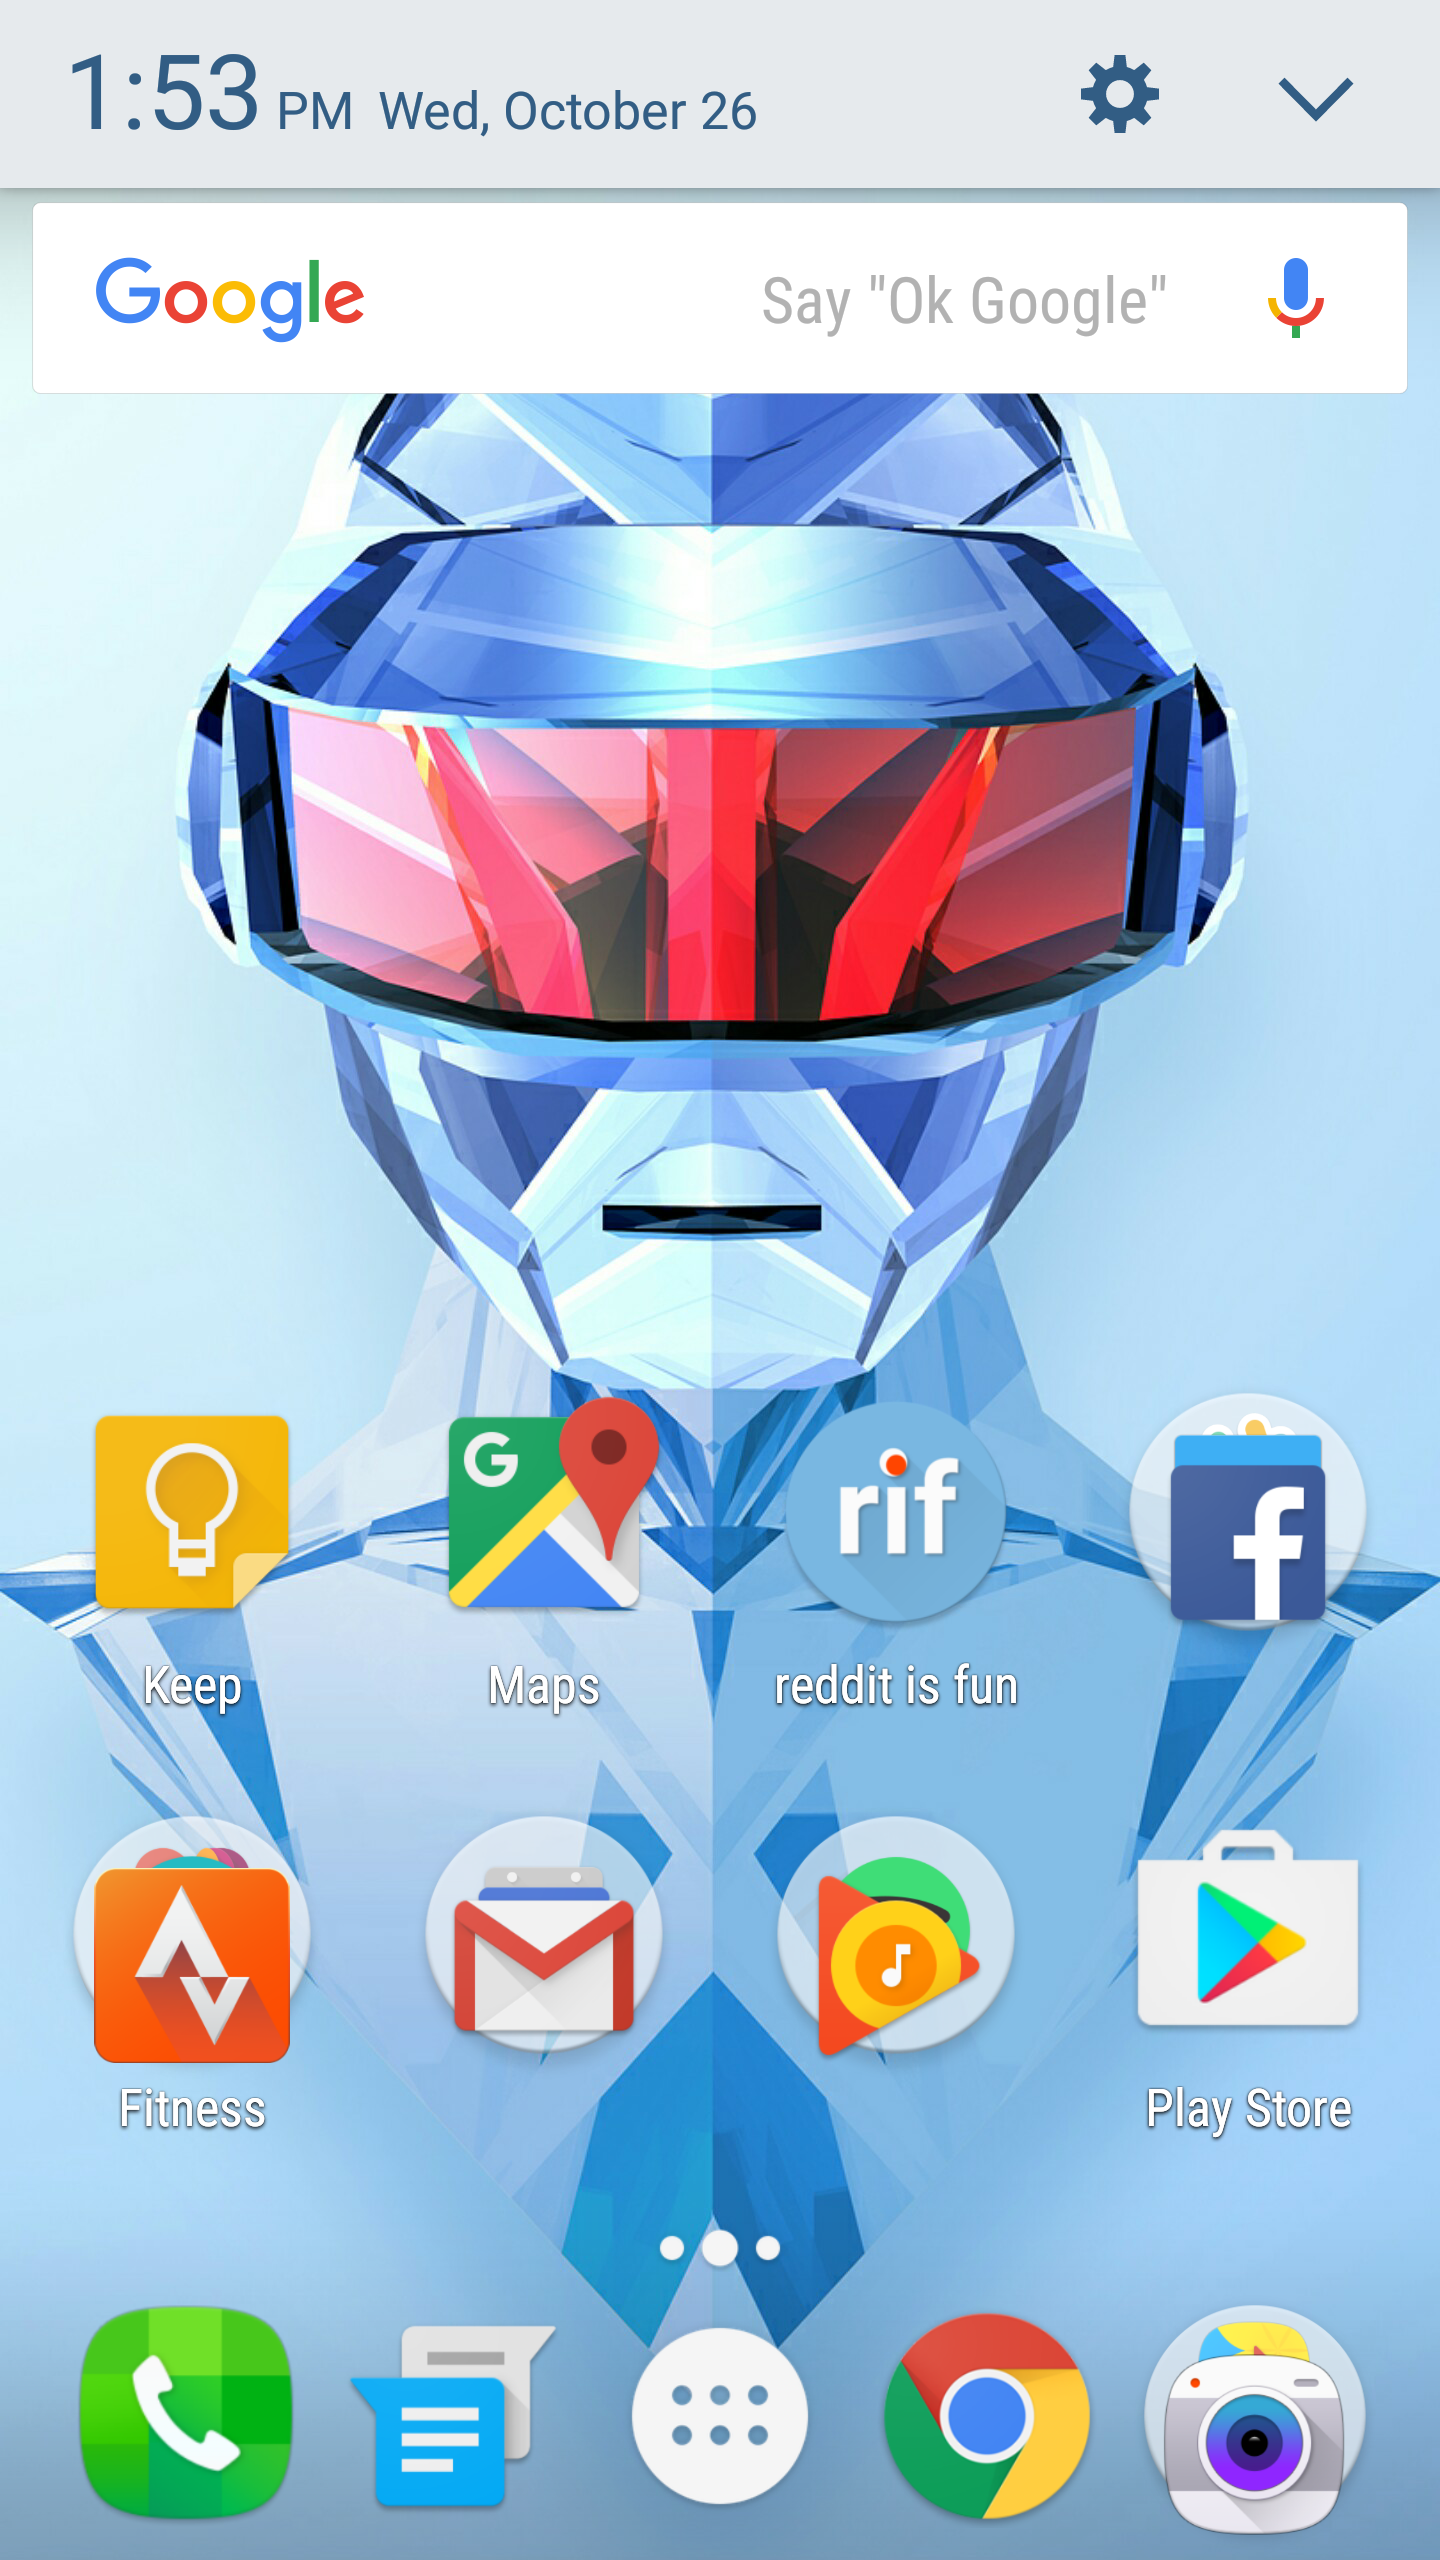 1:53 PM Wed, October 26
Google Say "Ok Google"
G
rif
f
Keep Maps reddit is fun
Fitness Play Store